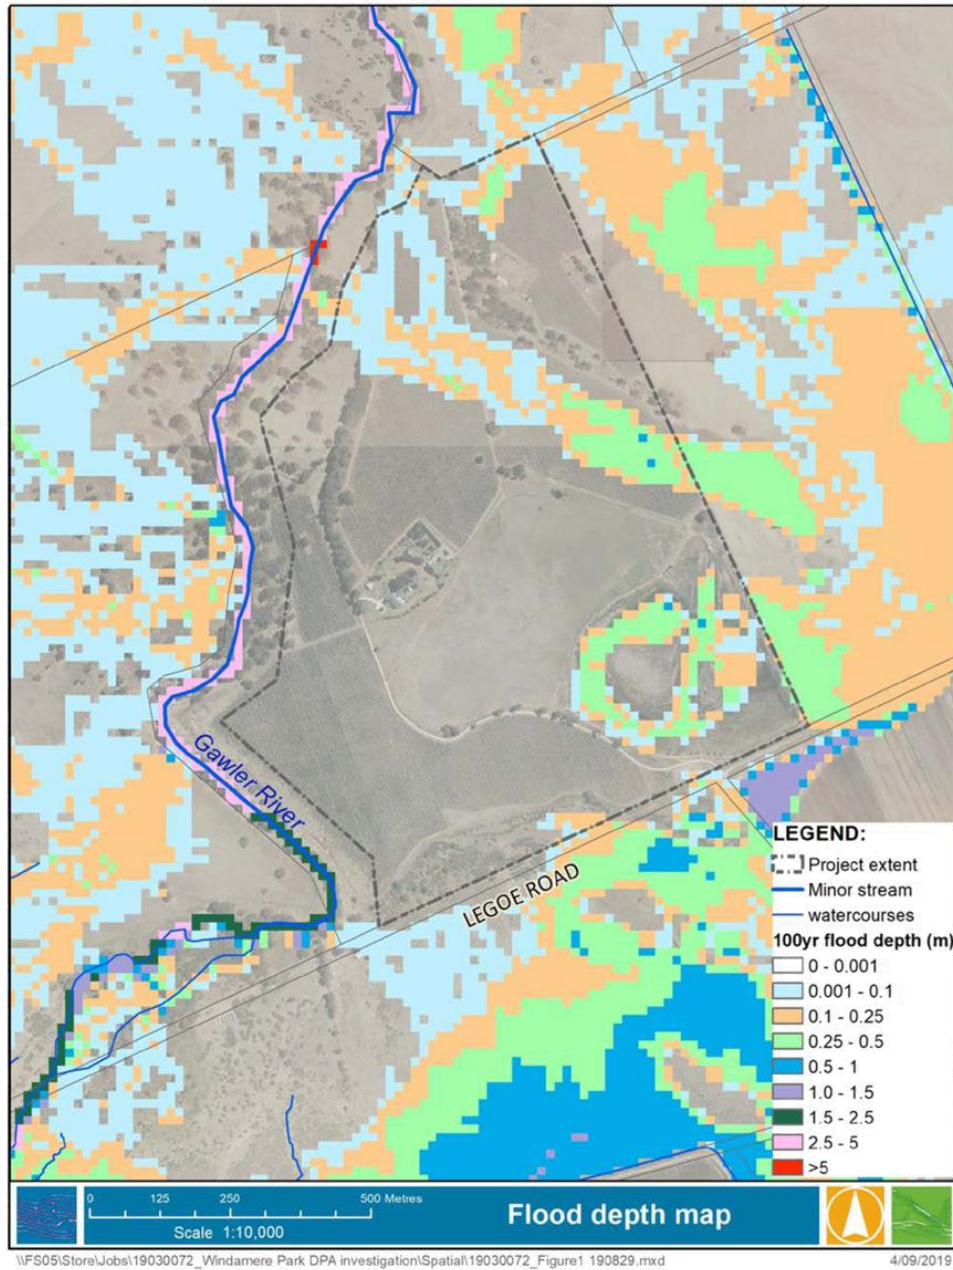 Gawler River
LEGOE ROAD
LEGEND:
Project extent
Minor stream
watercourses
100yr flood depth (m)
0 - 0.001
0.001 - 0.1
0.1 - 0.25
0.25 - 0.5
0.5 - 1
1.0 - 1.5
1.5 - 2.5
2.5 - 5
>5
0 125 250 500 Metres
Scale 1:10,000
Flood depth map
\\FS05\Store\Jobs\19030072_Windamere Park DPA investigation\Spatial\19030072_Figure1 190829.mxd
4/09/2019